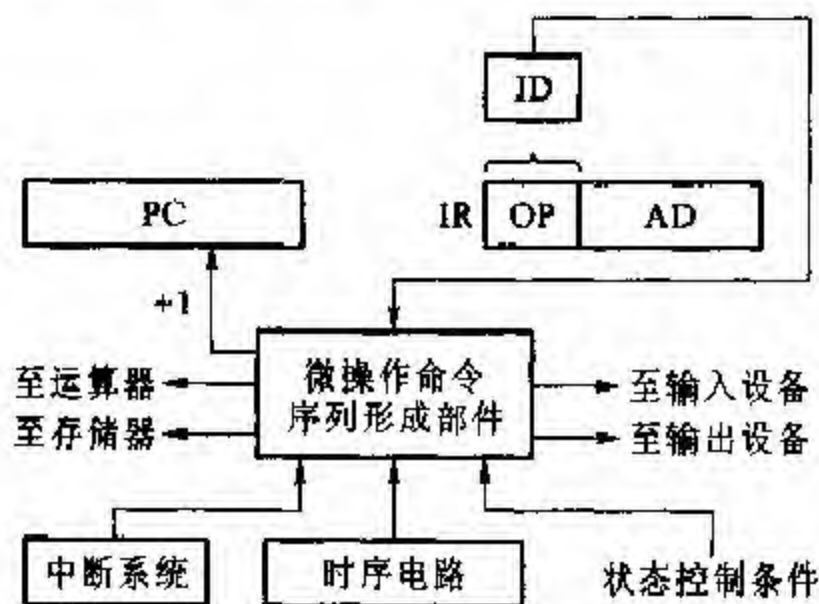 ID
PC
IR OP AD
+1
微操作命令
序列形成部件
至运算器
至存储器
至输入设备
至输出设备
中断系统
时序电路
状态控制条件